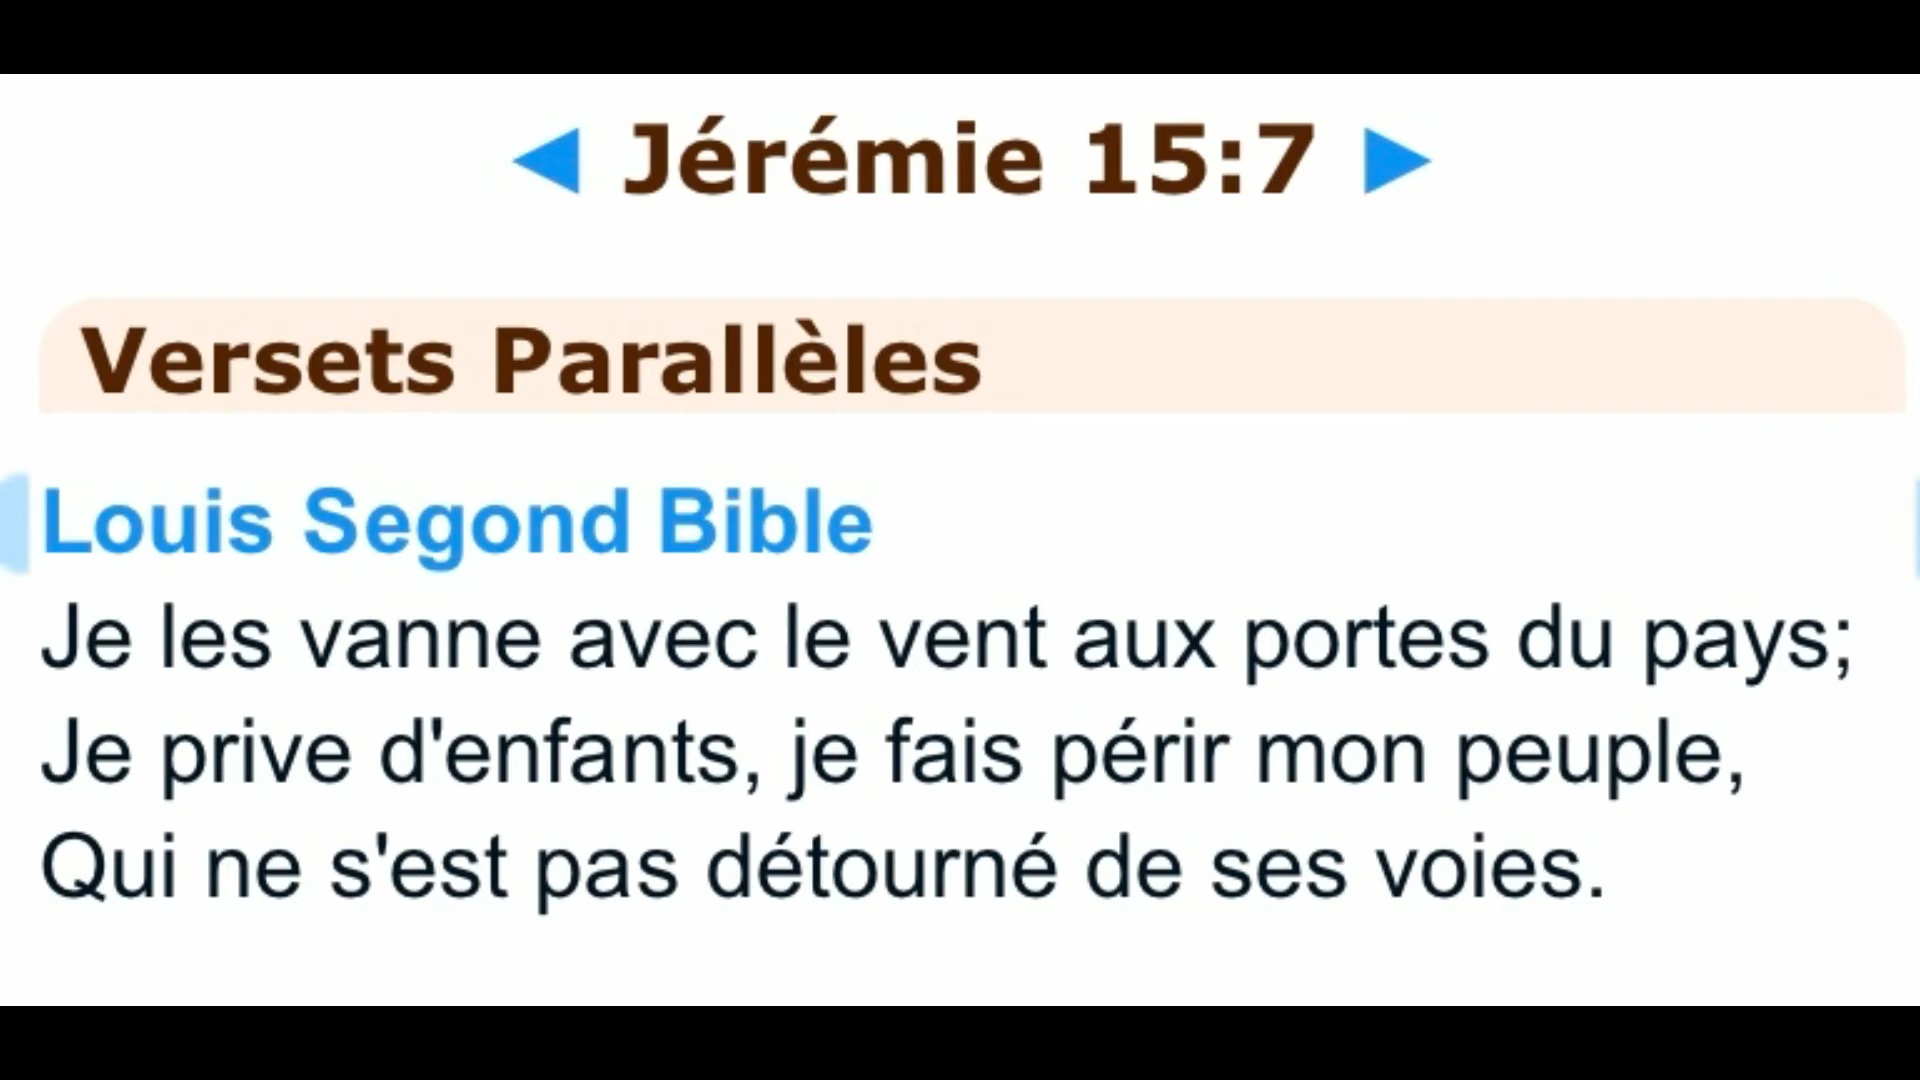 Jérémie 15:7
Versets Parallèles
Louis Segond Bible
Je les vanne avec le vent aux portes du pays;
Je prive d'enfants, je fais périr mon peuple,
Qui ne s'est pas détourné de ses voies.